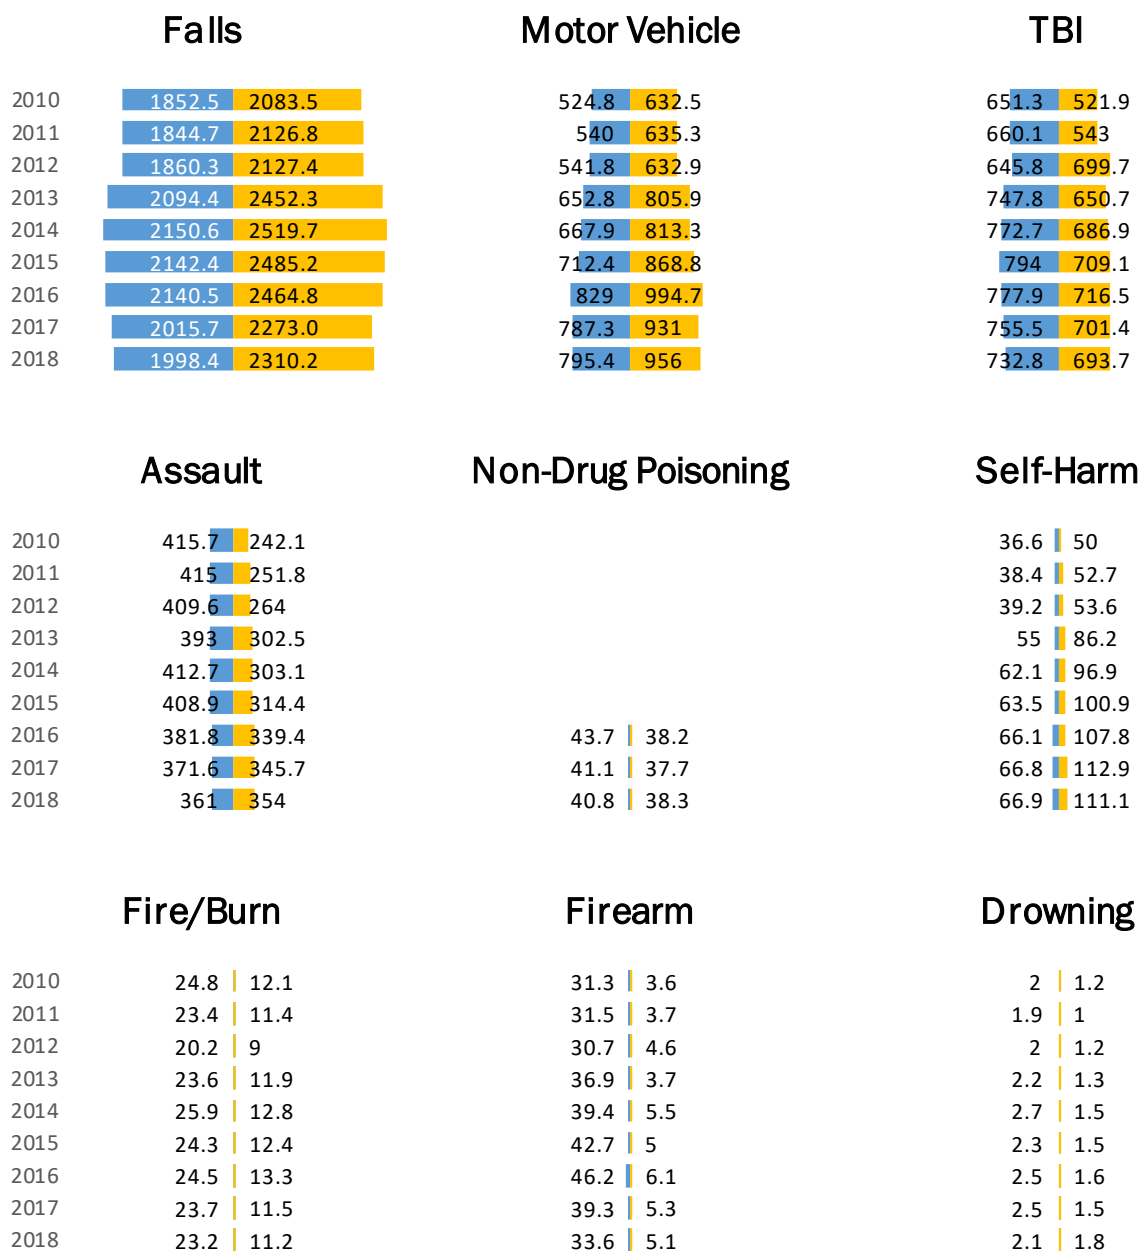 Falls Motor Vehicle TBI
2010 1852.5 2083.5 524.8 632.5 651.3 521.9
2011 1844.7 2126.8 540 635.3 660.1 543
2012 1860.3 2127.4 541.8 632.9 645.8 699.7
2013 2094.4 2452.3 652.8 805.9 747.8 650.7
2014 2150.6 2519.7 667.9 813.3 772.7 686.9
2015 2142.4 2485.2 712.4 868.8 794 709.1
2016 2140.5 2464.8 829 994.7 777.9 716.5
2017 2015.7 2273.0 787.3 931 755.5 701.4
2018 1998.4 2310.2 795.4 956 732.8 693.7
Assault Non-Drug Poisoning Self-Harm
2010 415.7 242.1 36.6 50
2011 415 251.8 38.4 52.7
2012 409.6 264 39.2 53.6
2013 393 302.5 55 86.2
2014 412.7 303.1 62.1 96.9
2015 408.9 314.4 63.5 100.9
2016 381.8 339.4 43.7 38.2 66.1 107.8
2017 371.6 345.7 41.1 37.7 66.8 112.9
2018 361 354 40.8 38.3 66.9 111.1
Fire/Burn Firearm Drowning
2010 24.8 12.1 31.3 3.6 2 1.2
2011 23.4 11.4 31.5 3.7 1.9 1
2012 20.2 9 30.7 4.6 2 1.2
2013 23.6 11.9 36.9 3.7 2.2 1.3
2014 25.9 12.8 39.4 5.5 2.7 1.5
2015 24.3 12.4 42.7 5 2.3 1.5
2016 24.5 13.3 46.2 6.1 2.5 1.6
2017 23.7 11.5 39.3 5.3 2.5 1.5
2018 23.2 11.2 33.6 5.1 2.1 1.8